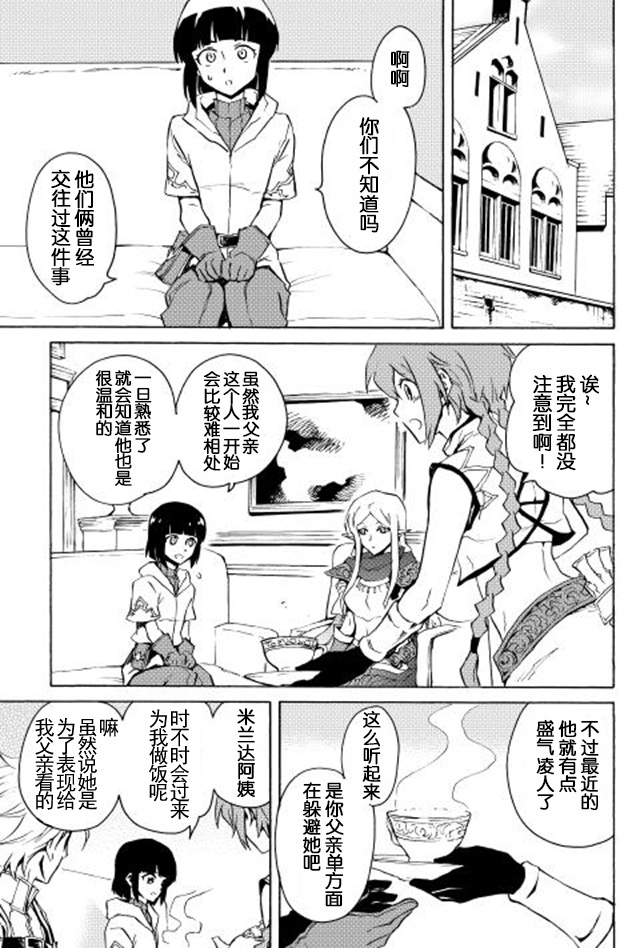 啊啊
你们不知道吗
他们俩曾经
交往过这件事
诶~
我完全都没
注意到啊！
虽然我父亲
这个人一开始
会比较难相处
一旦熟悉了
就会知道他也是
很温和的
不过最近的
他就有点
盛气凌人了
这么听起来
是你父亲单方面
在躲避她吧
米兰达阿姨
时不时会过来
为我做饭呢
嘛
虽然说她是
为了表现给
我父亲看的